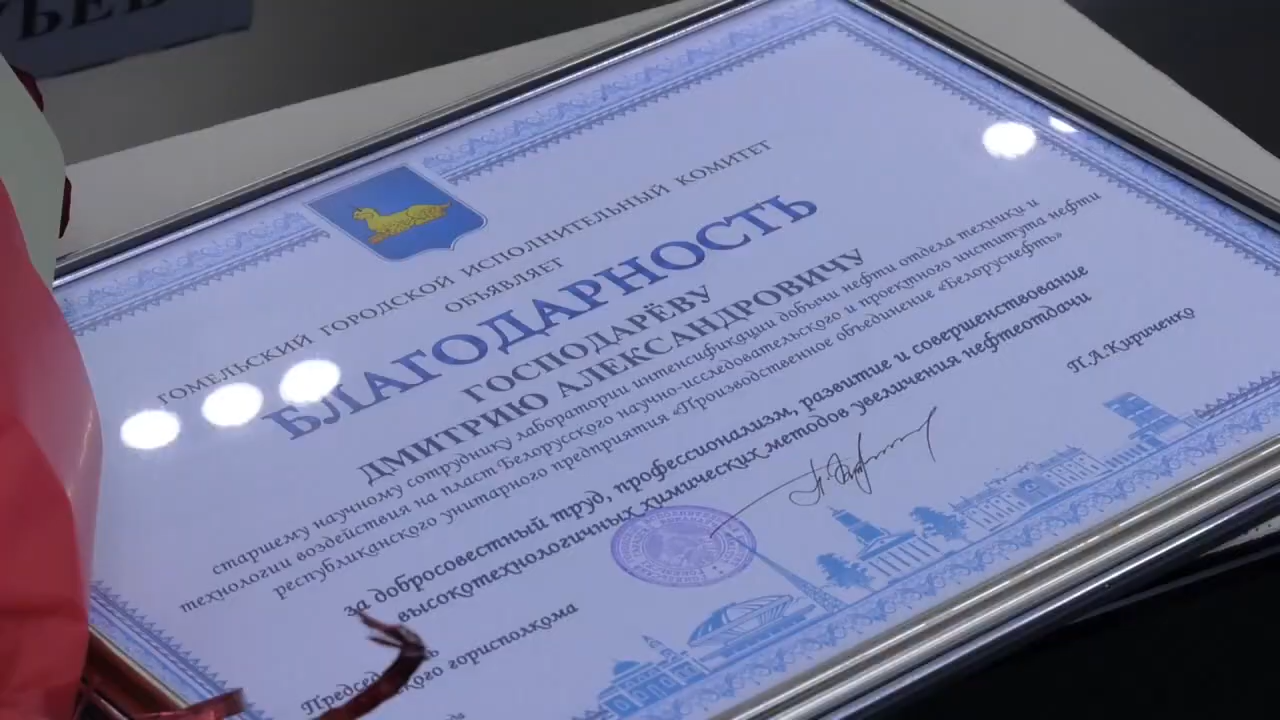 ГОМЕЛЬСКИЙ ГОРОДСКОЙ ИСПОЛНИТЕЛЬНЫЙ КОМИТЕТ
ОБЪЯВЛЯЕТ
БЛАГОДАРНОСТЬ
ГОСПОДАРЁВУ
ДМИТРИЮ АЛЕКСАНДРОВИЧУ
старшему научному сотруднику лаборатории интенсификации добычи нефти отдела техники и
технологии воздействия на пласт Белорусского научно-исследовательского и проектного института нефти
республиканского унитарного предприятия «Производственное объединение «Белоруснефть»
за добросовестный труд, профессионализм, развитие и совершенствование
высокотехнологичных химических методов увеличения нефтеотдачи
горисполкома
П.А.Кириченко